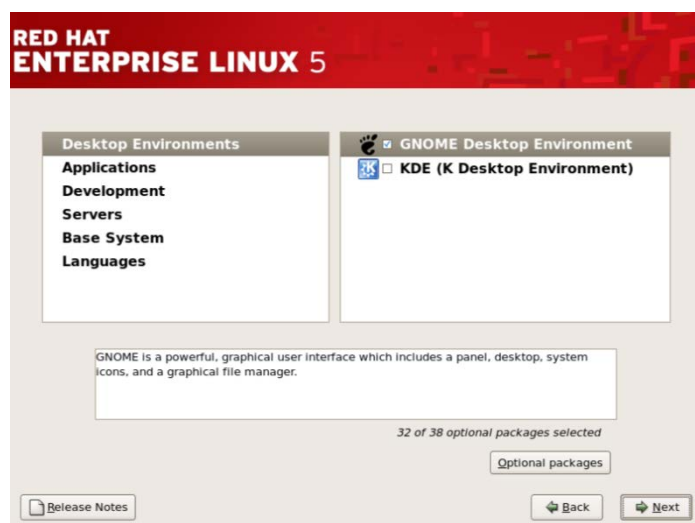 RED HAT
ENTERPRISE LINUX 5
Desktop Environments
Applications
Development
Servers
Base System
Languages
GNOME Desktop Environment
KDE (K Desktop Environment)
GNOME is a powerful, graphical user interface which includes a panel, desktop, system
icons, and a graphical file manager.
32 of 38 optional packages selected
Optional packages
Release Notes
Back
Next